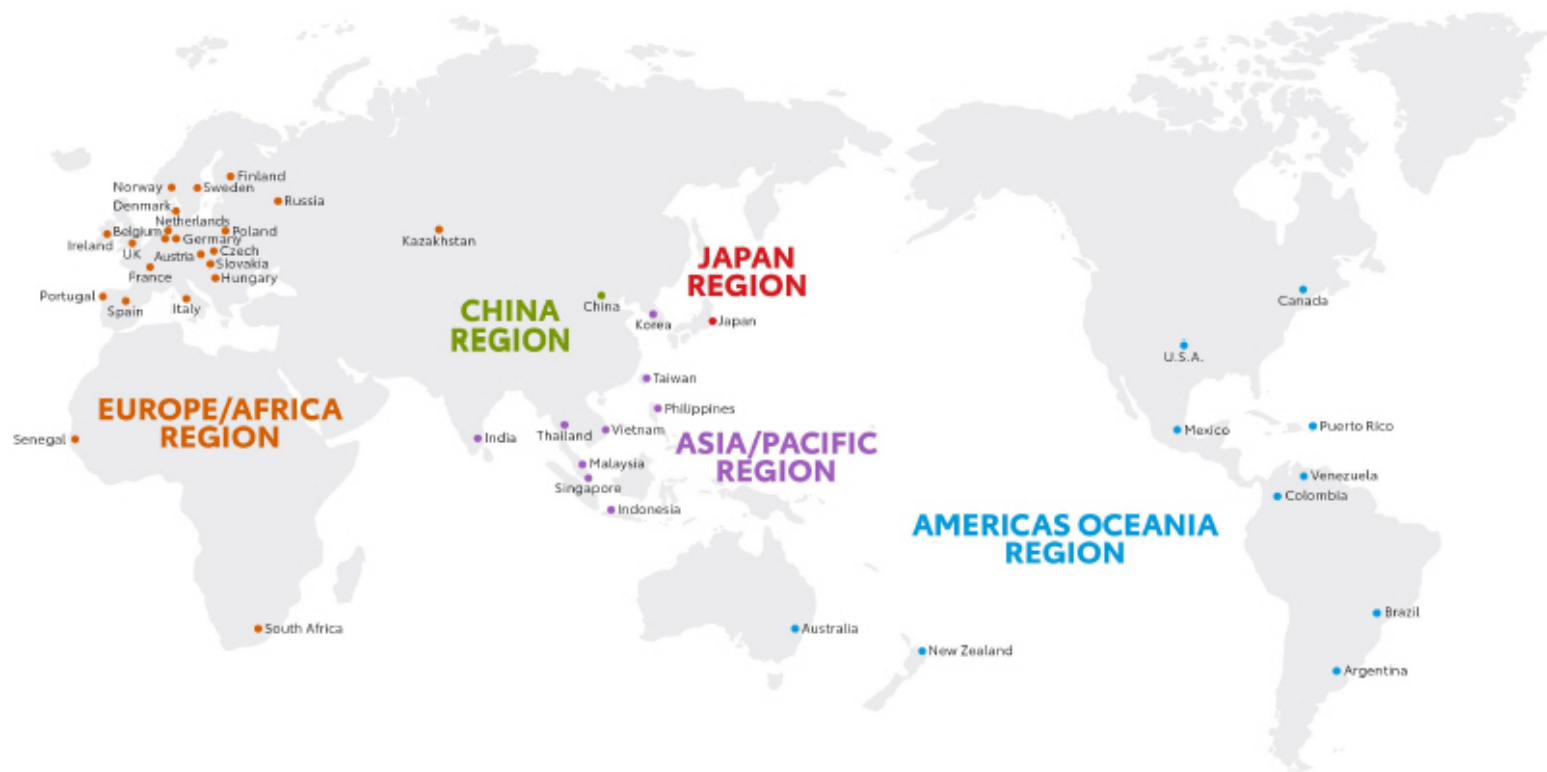 Finland
Norway
Sweden
Russia
Denmark
Netherlands
Belgium
Poland
Germany
Ireland
UK
Austria
Czech
Slovakia
France
Hungary
Portugal
Spain
Italy
Kazakhstan
JAPAN
REGION
CHINA
REGION
China
Korea
Japan
Canada
U.S.A.
Taiwan
EUROPE/AFRICA
REGION
Philippines
Senegal
India
Thailand
Vietnam
ASIA/PACIFIC
REGION
Mexico
Puerto Rico
Malaysia
Singapore
Venezuela
Colombia
Indonesia
AMERICAS OCEANIA
REGION
South Africa
Australia
New Zealand
Brazil
Argentina